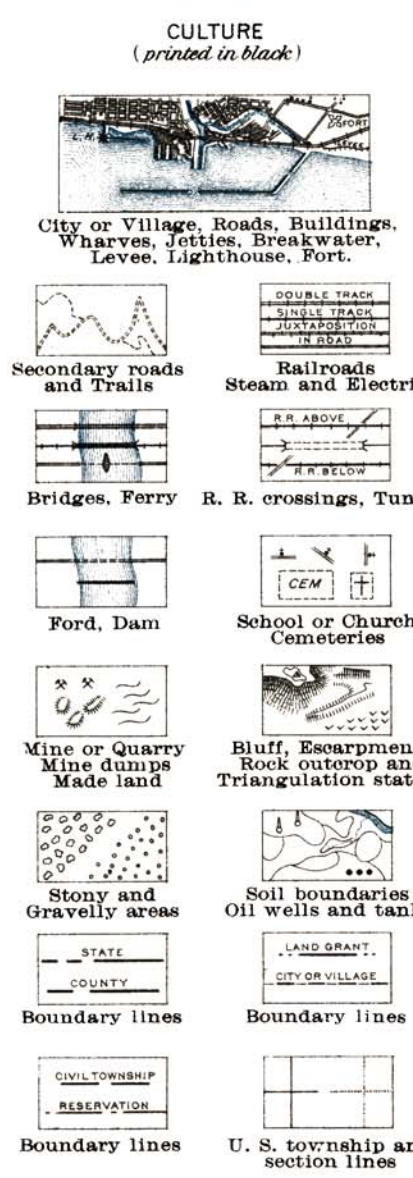 CULTURE
(printed in black)
L.H.
FORT
LEVEE
City or Village, Roads, Buildings,
Wharves, Jetties, Breakwater,
Levee, Lighthouse, Fort.
Secondary roads
and Trails
DOUBLE TRACK
SINGLE TRACK
JUXTAPOSITION
IN ROAD
Railroads
Steam and Electri
Bridges, Ferry
R.R. ABOVE
R.R. BELOW
R. R. crossings, Tun
Ford, Dam
CEM
School or Church
Cemeteries
Mine or Quarry
Mine dumps
Made land
Bluff, Escarpmen
Rock outcrop an
Triangulation stat
Stony and
Gravelly areas
Soil boundaries
Oil wells and tank
STATE
COUNTY
Boundary lines
LAND GRANT
CITY OR VILLAGE
Boundary lines
CIVIL TOWNSHIP
RESERVATION
Boundary lines
U. S. township an
section lines